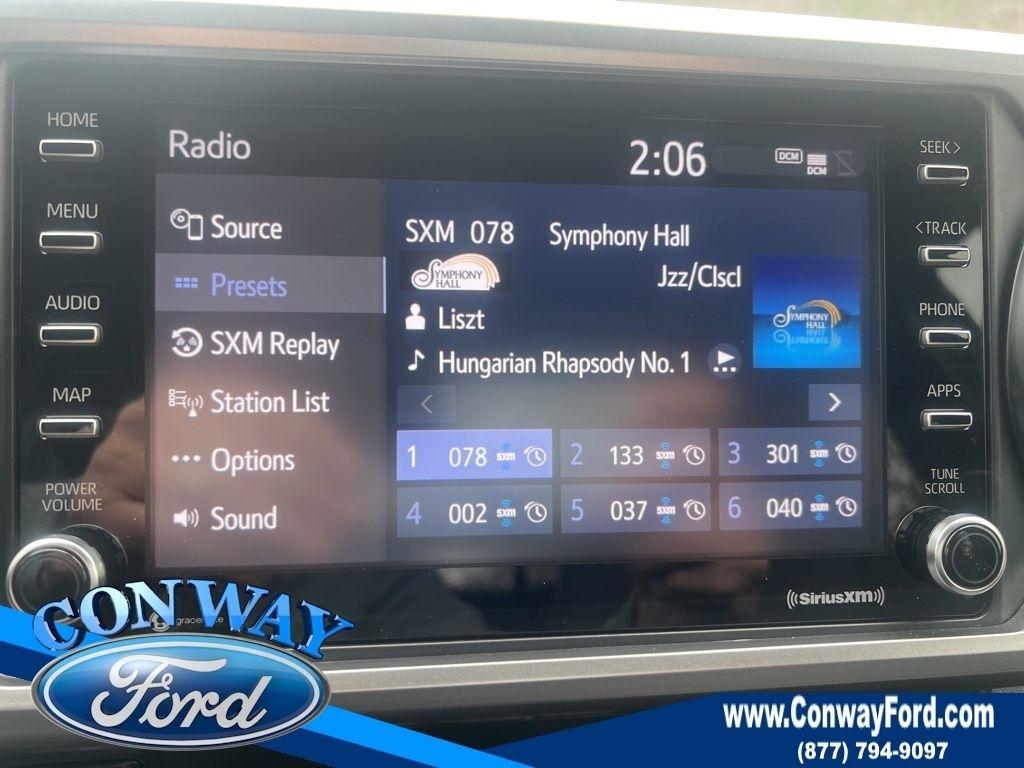 HOME
MENU
AUDIO
MAP
POWER
VOLUME
Radio
2:06
DCM
DCM
Source
Presets
SXM Replay
Station List
Options
Sound
SXM 078 Symphony Hall
Jzz/Clscl
SYMPHONY
HALL
SYMPHONY
HALL
Liszt
Hungarian Rhapsody No. 1
<
>
1 078 sxm
2 133 sxm
3 301 sxm
4 002 sxm
5 037 sxm
6 040 sxm
SEEK >
< TRACK
PHONE
APPS
TUNE
SCROLL
((SiriusXM))
CONWAY
Ford
www.ConwayFord.com
(877) 794-9097